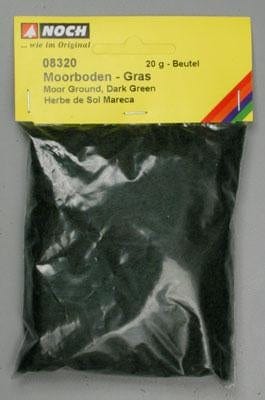 NOCH
... wie im Original
08320 20 g - Beutel
Moorboden - Gras
Moor Ground, Dark Green
Herbe de Sol Mareca